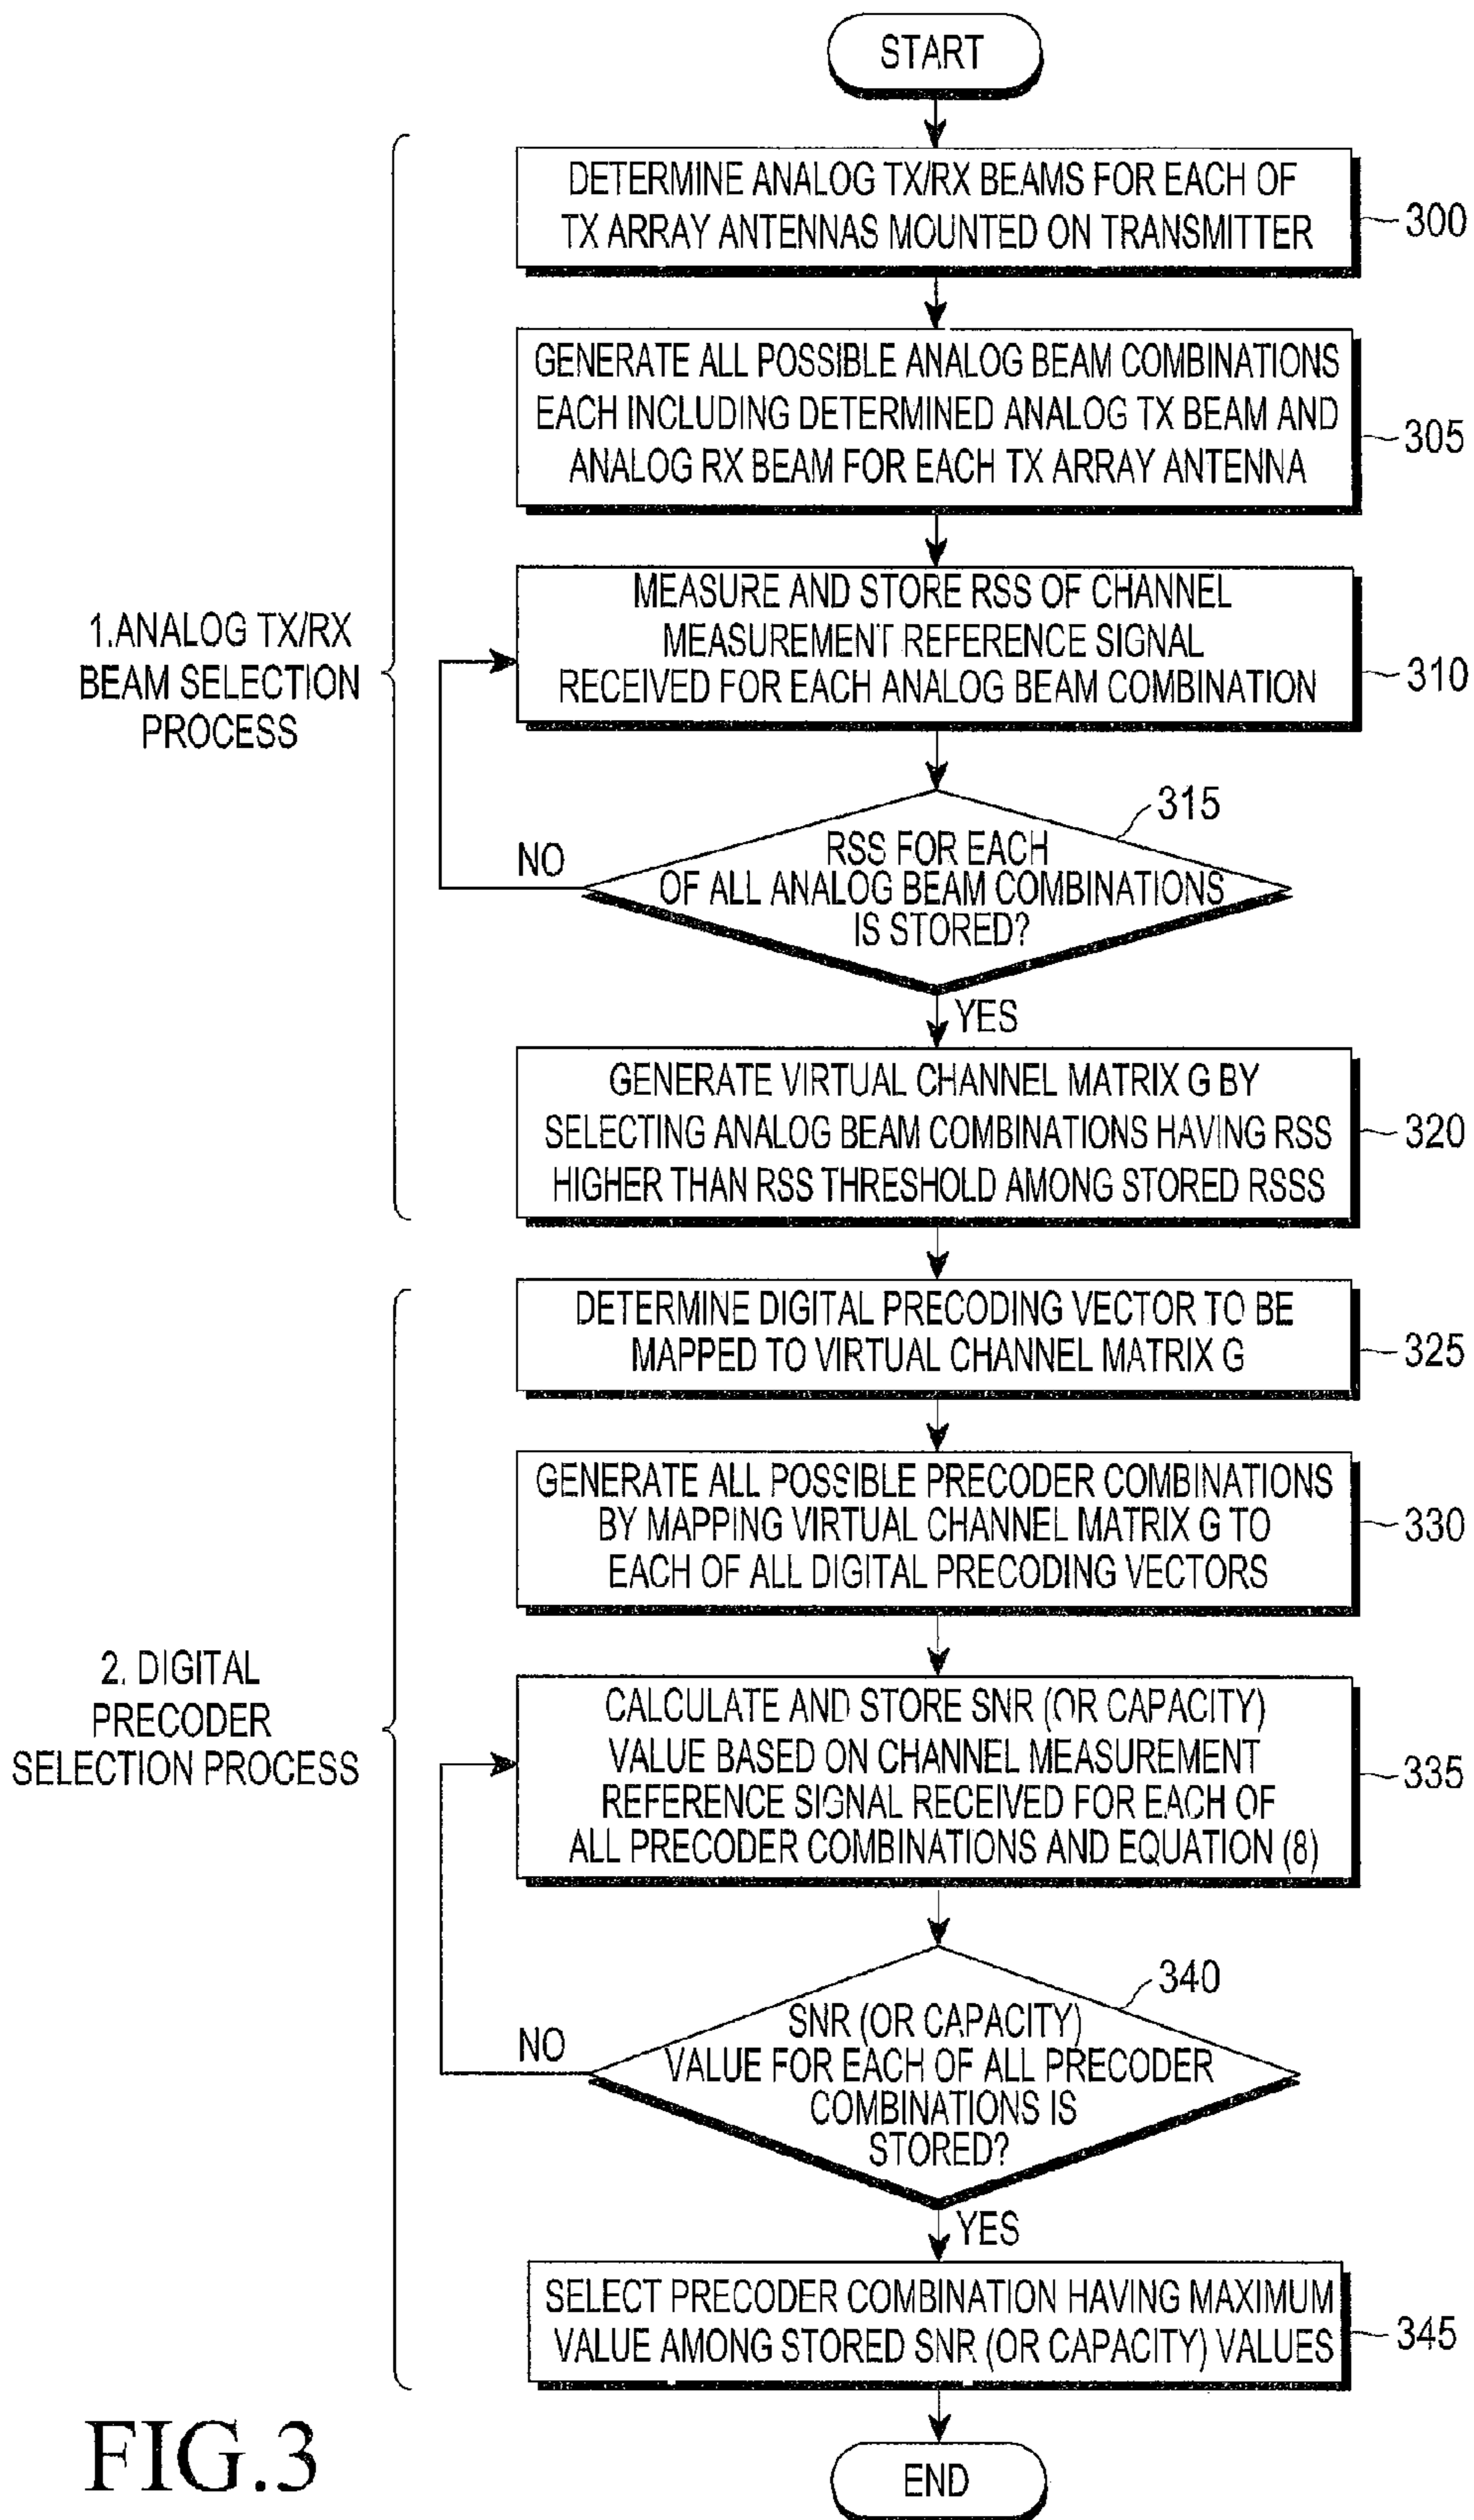 START
DETERMINE ANALOG TX/RX BEAMS FOR EACH OF
TX ARRAY ANTENNAS MOUNTED ON TRANSMITTER
300
GENERATE ALL POSSIBLE ANALOG BEAM COMBINATIONS
EACH INCLUDING DETERMINED ANALOG TX BEAM AND
ANALOG RX BEAM FOR EACH TX ARRAY ANTENNA
305
1.ANALOG TX/RX
BEAM SELECTION
PROCESS
MEASURE AND STORE RSS OF CHANNEL
MEASUREMENT REFERENCE SIGNAL
RECEIVED FOR EACH ANALOG BEAM COMBINATION
310
315
RSS FOR EACH
OF ALL ANALOG BEAM COMBINATIONS
IS STORED?
NO
YES
GENERATE VIRTUAL CHANNEL MATRIX G BY
SELECTING ANALOG BEAM COMBINATIONS HAVING RSS
HIGHER THAN RSS THRESHOLD AMONG STORED RSSS
320
DETERMINE DIGITAL PRECODING VECTOR TO BE
MAPPED TO VIRTUAL CHANNEL MATRIX G
325
GENERATE ALL POSSIBLE PRECODER COMBINATIONS
BY MAPPING VIRTUAL CHANNEL MATRIX G TO
EACH OF ALL DIGITAL PRECODING VECTORS
330
2. DIGITAL
PRECODER
SELECTION PROCESS
CALCULATE AND STORE SNR (OR CAPACITY)
VALUE BASED ON CHANNEL MEASUREMENT
REFERENCE SIGNAL RECEIVED FOR EACH OF
ALL PRECODER COMBINATIONS AND EQUATION (8)
335
340
SNR (OR CAPACITY)
VALUE FOR EACH OF ALL PRECODER
COMBINATIONS IS
STORED?
NO
YES
SELECT PRECODER COMBINATION HAVING MAXIMUM
VALUE AMONG STORED SNR (OR CAPACITY) VALUES
345
END
FIG.3